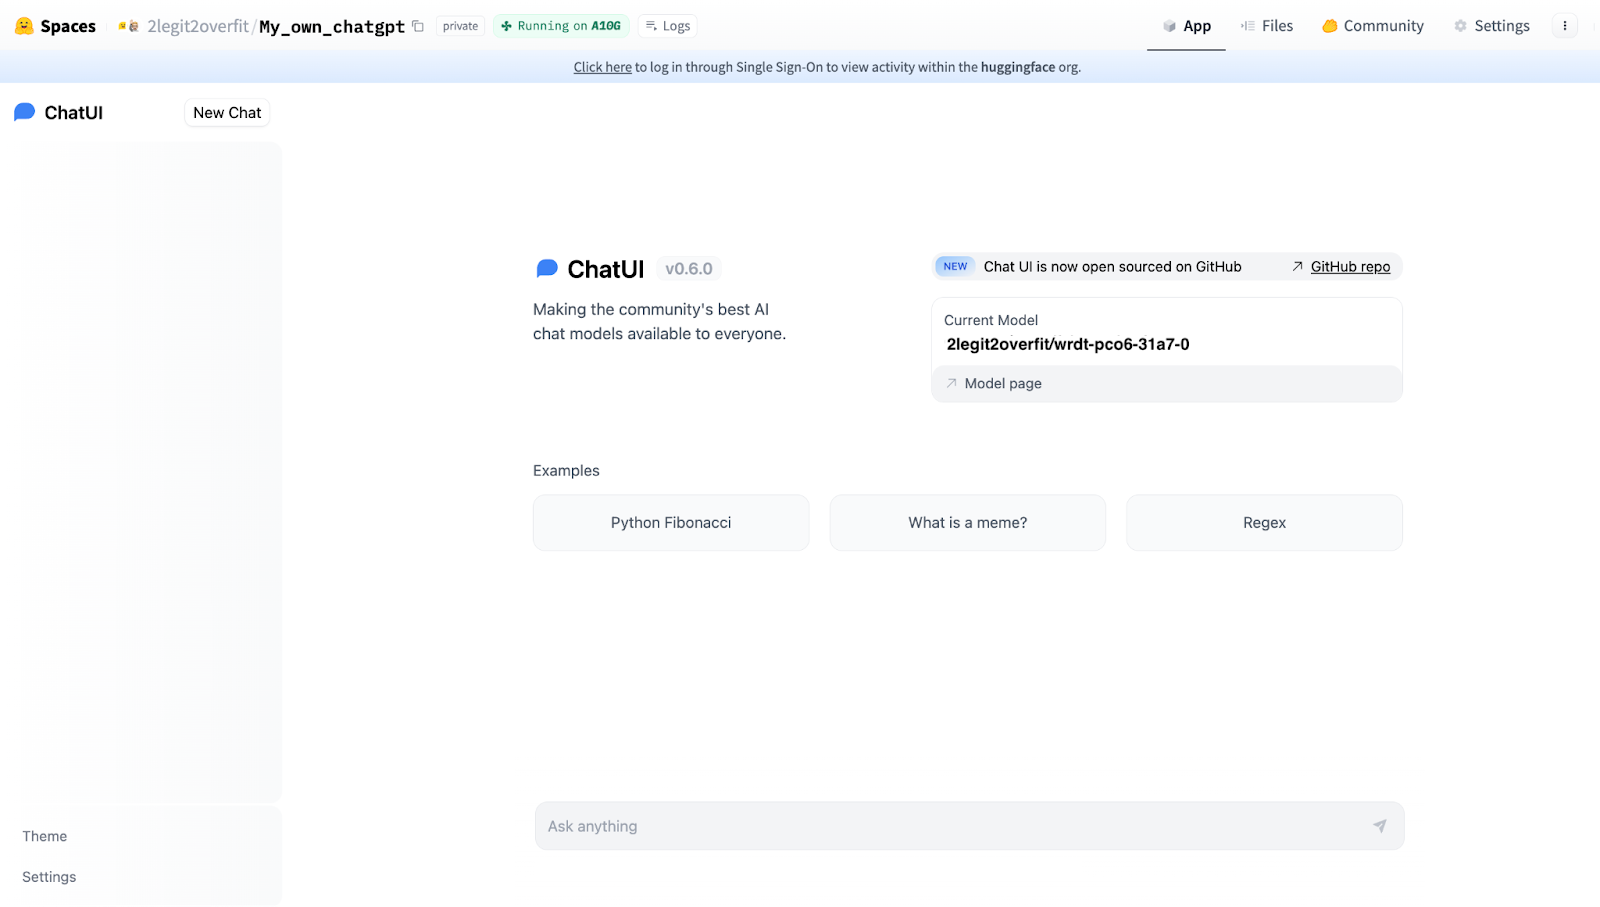 Spaces 2legit2overfit/My_own_chatgpt private Running on A10G Logs App Files Community Settings
Click here to log in through Single Sign-On to view activity within the huggingface org.
ChatUI New Chat
ChatUI v0.6.0
Making the community's best AI
chat models available to everyone.
NEW Chat UI is now open sourced on GitHub GitHub repo
Current Model
2legit2overfit/wrdt-pco6-31a7-0
Model page
Examples
Python Fibonacci What is a meme? Regex
Ask anything
Theme
Settings